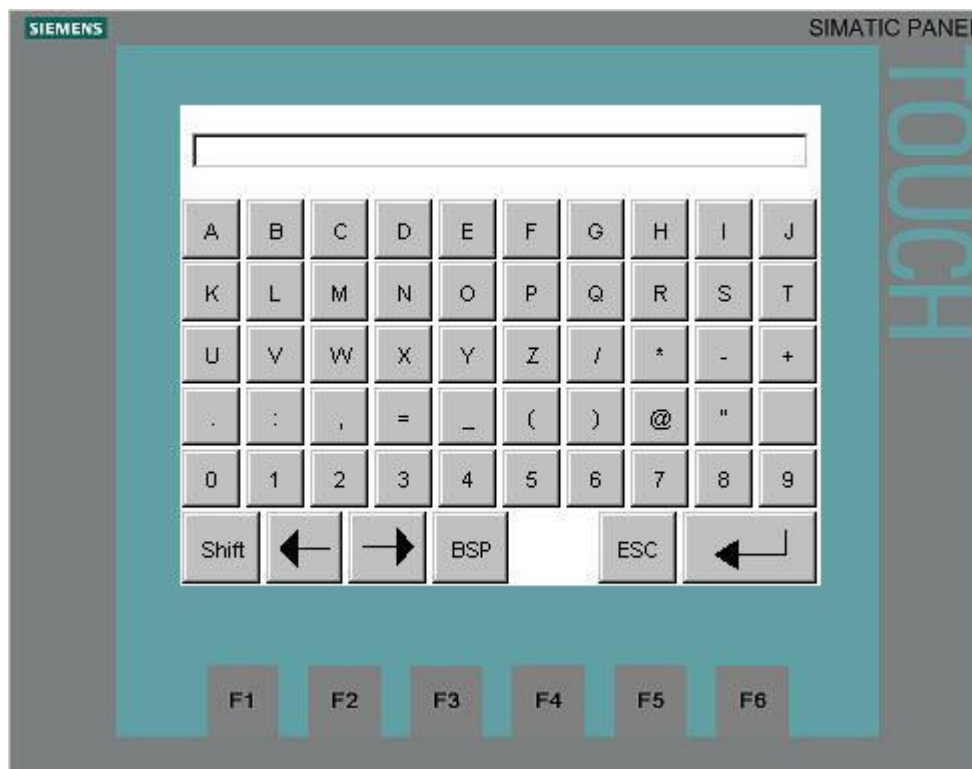 SIEMENS
SIMATIC PANEL
TOUCH
A B C D E F G H I J
K L M N O P Q R S T
U V W X Y Z / * - +
. : , = _ ( ) @ "
0 1 2 3 4 5 6 7 8 9
Shift BSP ESC
F1 F2 F3 F4 F5 F6